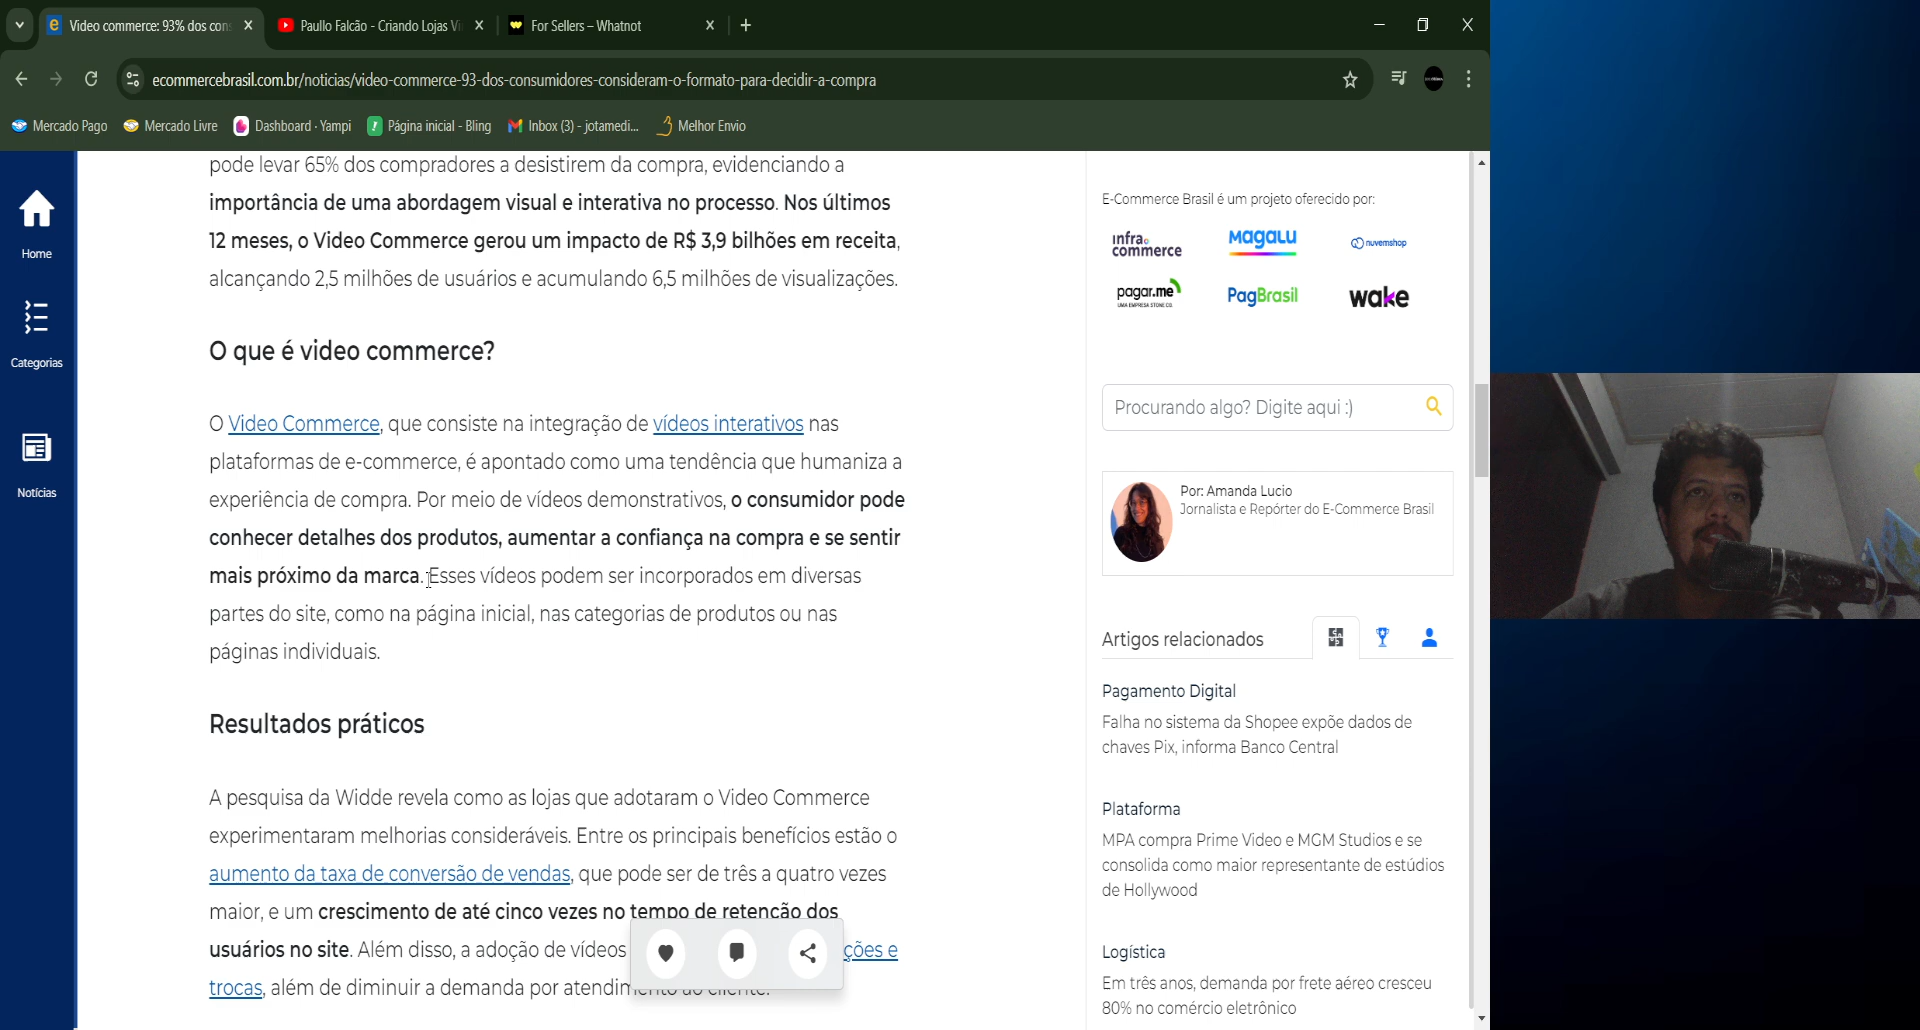 Video commerce: 93% dos con
Paullo Falcão - Criando Lojas Vi
For Sellers – Whatnot
ecommercebrasil.com.br/noticias/video-commerce-93-dos-consumidores-consideram-o-formato-para-decidir-a-compra
Mercado Pago
Mercado Livre
Dashboard · Yampi
Página inicial - Bling
Inbox (3) - jotamedi...
Melhor Envio
Home
Categorias
Notícias
pode levar 65% dos compradores a desistirem da compra, evidenciando a
importância de uma abordagem visual e interativa no processo. Nos últimos
12 meses, o Video Commerce gerou um impacto de R$ 3,9 bilhões em receita,
alcançando 2,5 milhões de usuários e acumulando 6,5 milhões de visualizações.
O que é video commerce?
O Video Commerce, que consiste na integração de vídeos interativos nas
plataformas de e-commerce, é apontado como uma tendência que humaniza a
experiência de compra. Por meio de vídeos demonstrativos, o consumidor pode
conhecer detalhes dos produtos, aumentar a confiança na compra e se sentir
mais próximo da marca. Esses vídeos podem ser incorporados em diversas
partes do site, como na página inicial, nas categorias de produtos ou nas
páginas individuais.
Resultados práticos
A pesquisa da Widde revela como as lojas que adotaram o Video Commerce
experimentaram melhorias consideráveis. Entre os principais benefícios estão o
aumento da taxa de conversão de vendas, que pode ser de três a quatro vezes
maior, e um crescimento de até cinco vezes no tempo de retenção dos
usuários no site. Além disso, a adoção de vídeos ções e
trocas, além de diminuir a demanda por atendimento ao cliente.
E-Commerce Brasil é um projeto oferecido por:
infra.commerce
Magalu
nuvemshop
pagar.me
UMA EMPRESA STONE CO.
PagBrasil
wake
Procurando algo? Digite aqui :)
Por: Amanda Lucio
Jornalista e Repórter do E-Commerce Brasil
Artigos relacionados
Pagamento Digital
Falha no sistema da Shopee expõe dados de
chaves Pix, informa Banco Central
Plataforma
MPA compra Prime Video e MGM Studios e se
consolida como maior representante de estúdios
de Hollywood
Logística
Em três anos, demanda por frete aéreo cresceu
80% no comércio eletrônico